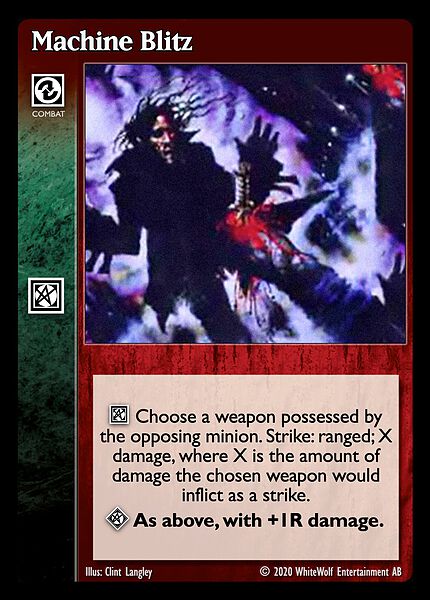 Machine Blitz
COMBAT
Choose a weapon possessed by
the opposing minion. Strike: ranged; X
damage, where X is the amount of
damage the chosen weapon would
inflict as a strike.
As above, with +1R damage.
Illus: Clint Langley
© 2020 WhiteWolf Entertainment AB